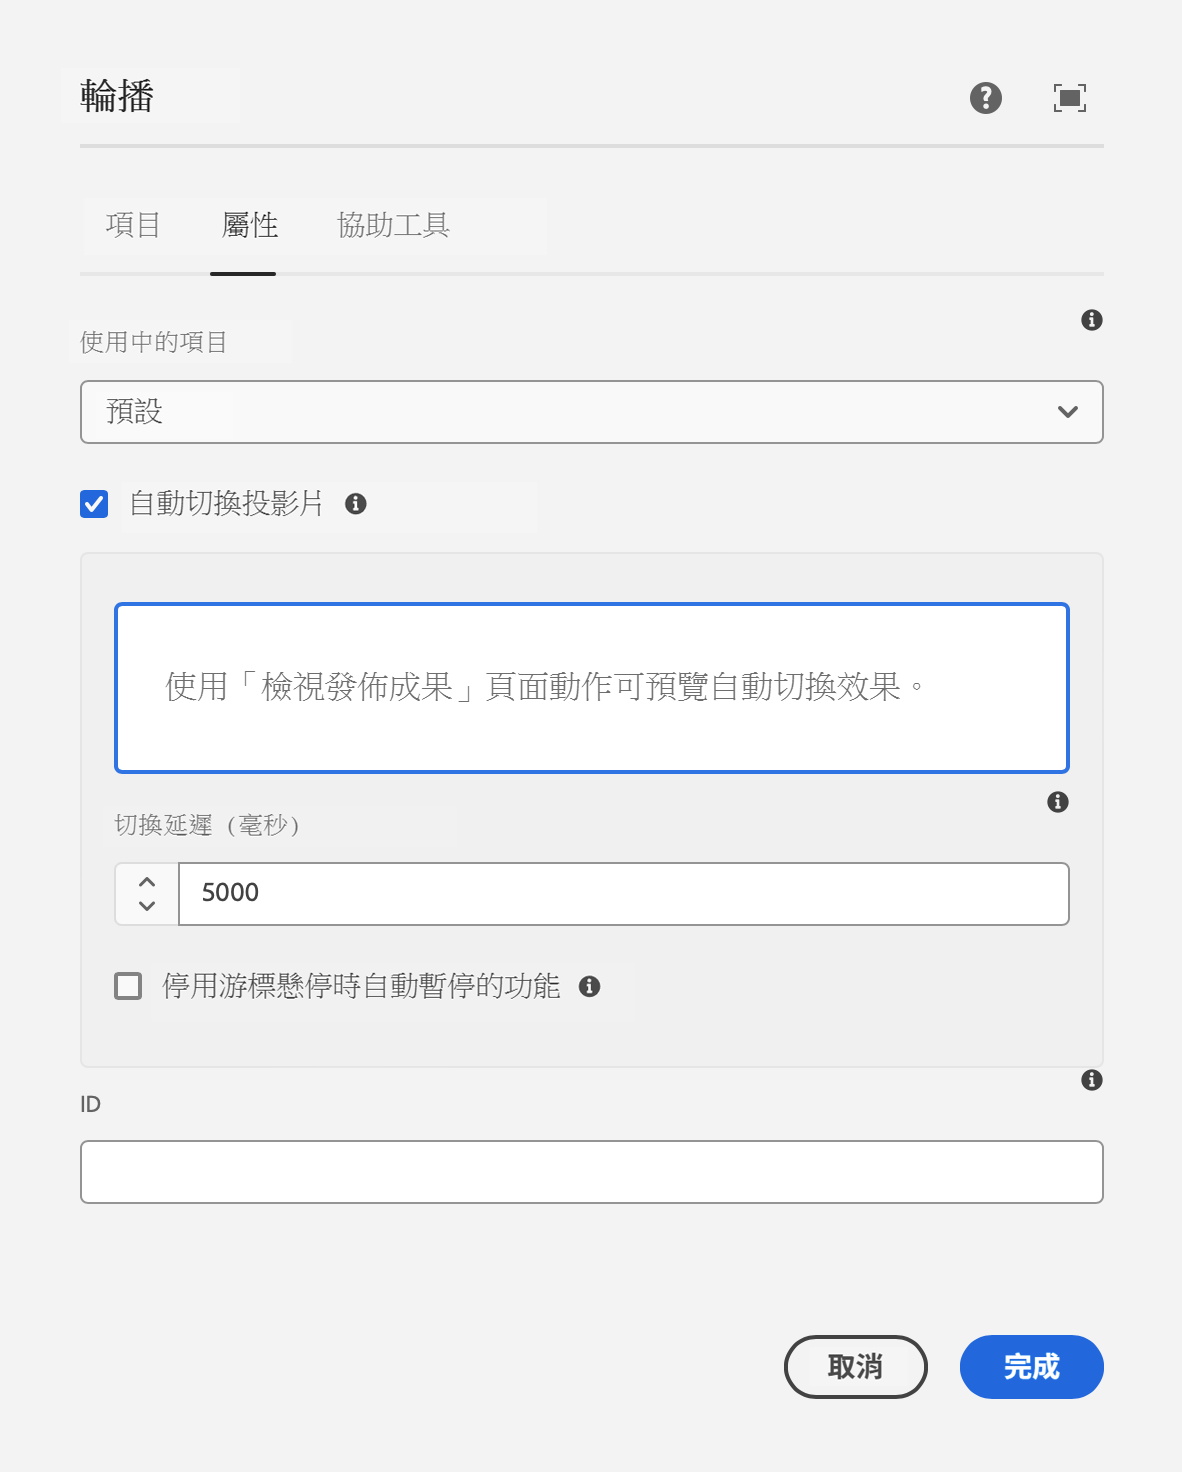 輪播
項目 屬性 協助工具
使用中的項目
預設
自動切換投影片
使用「檢視發佈成果」頁面動作可預覽自動切換效果。
切換延遲（毫秒）
5000
停用游標懸停時自動暫停的功能
ID
取消 完成